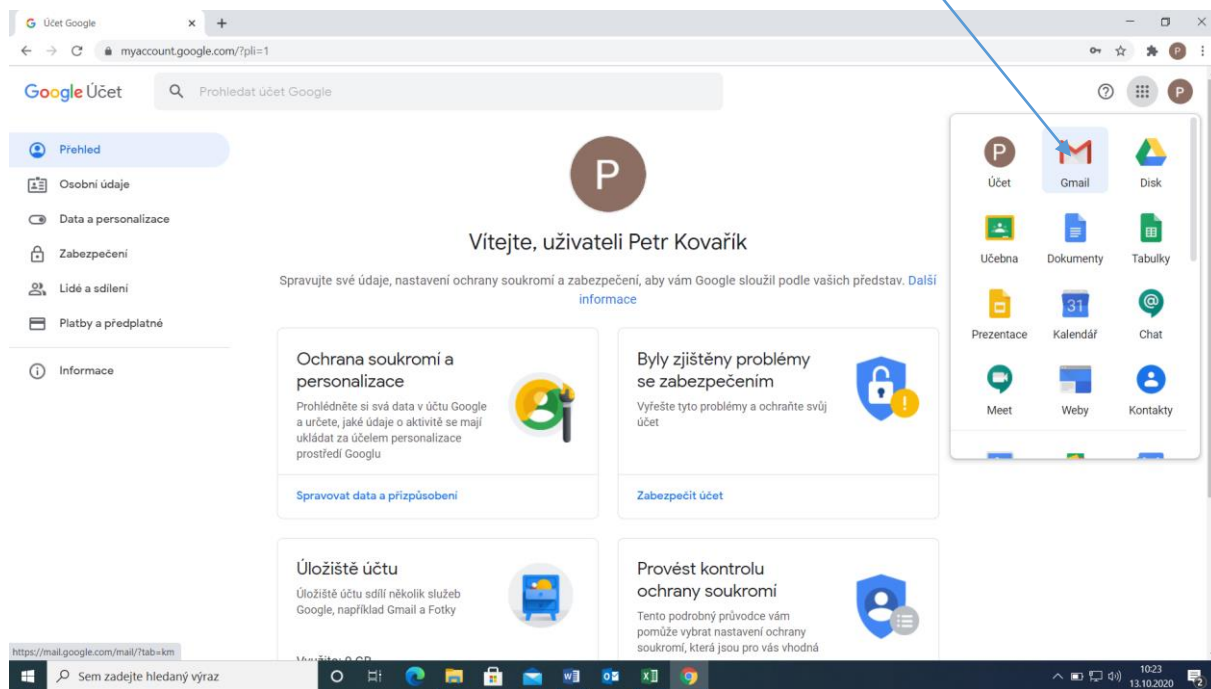 Účet Google
myaccount.google.com/?pli=1
P
Google Účet
Prohledat účet Google
P
Přehled
Osobní údaje
Data a personalizace
Zabezpečení
Lidé a sdílení
Platby a předplatné
Informace
P
Vítejte, uživateli Petr Kovařík
Spravujte své údaje, nastavení ochrany soukromí a zabezpečení, aby vám Google sloužil podle vašich představ. Další
informace
Ochrana soukromí a
personalizace
Prohlédněte si svá data v účtu Google
a určete, jaké údaje o aktivitě se mají
ukládat za účelem personalizace
prostředí Googlu
Spravovat data a přizpůsobení
Byly zjištěny problémy
se zabezpečením
Vyřešte tyto problémy a ochraňte svůj
účet
Zabezpečit účet
Úložiště účtu
Úložiště účtu sdílí několik služeb
Google, například Gmail a Fotky
Využito: 0 GB
Provést kontrolu
ochrany soukromí
Tento podrobný průvodce vám
pomůže vybrat nastavení ochrany
soukromí, která jsou pro vás vhodná
P
Účet Gmail Disk
Učebna Dokumenty Tabulky
31
Prezentace Kalendář Chat
Meet Weby Kontakty
https://mail.google.com/mail/?tab=km
Sem zadejte hledaný výraz
10:23
13.10.2020
2